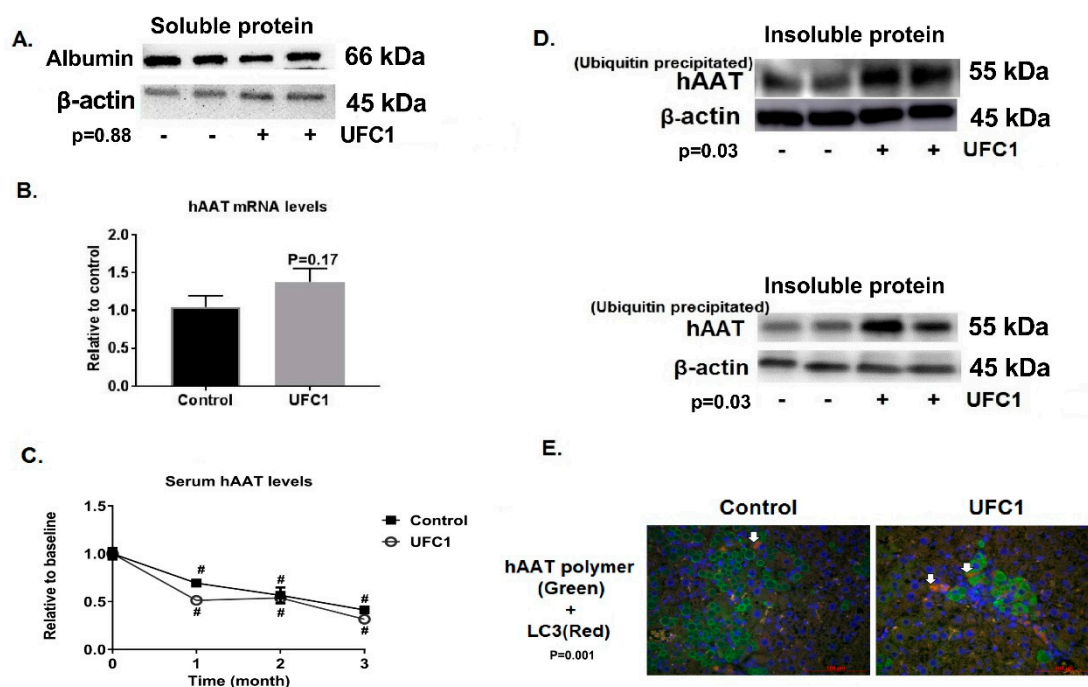 A.
Soluble protein
Albumin 66 kDa
β-actin 45 kDa
p=0.88 - - + + UFC1
B.
hAAT mRNA levels
Relative to control
2.0
1.5
1.0
0.5
0.0
P=0.17
Control UFC1
C.
Serum hAAT levels
Relative to baseline
1.5
1.0
0.5
0.0
# # # # # #
Control
UFC1
0 1 2 3
Time (month)
D.
Insoluble protein
(Ubiquitin precipitated)
hAAT 55 kDa
β-actin 45 kDa
p=0.03 - - + + UFC1
Insoluble protein
(Ubiquitin precipitated)
hAAT 55 kDa
β-actin 45 kDa
p=0.03 - - + + UFC1
E.
Control UFC1
hAAT polymer
(Green)
+
LC3(Red)
P=0.001